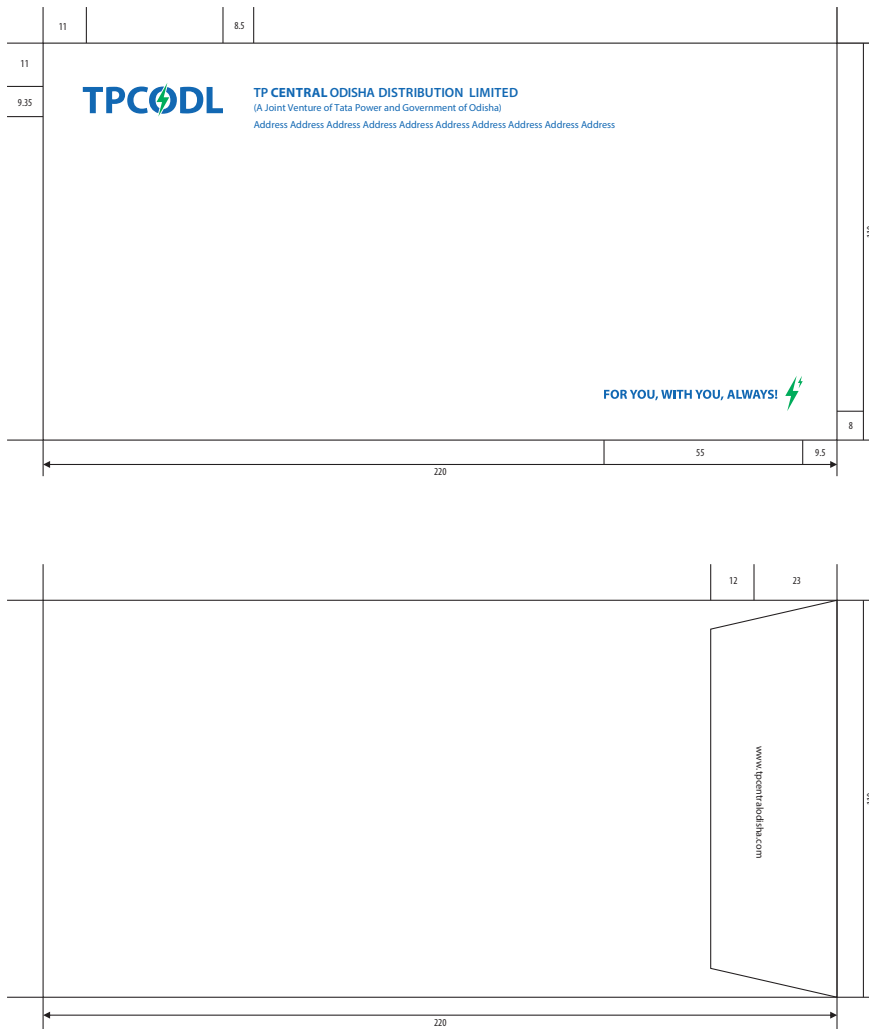 11
8.5
11
9.35
TPCODL
TP CENTRAL ODISHA DISTRIBUTION LIMITED
(A Joint Venture of Tata Power and Government of Odisha)
Address Address Address Address Address Address Address Address Address Address
FOR YOU, WITH YOU, ALWAYS!
8
55
9.5
220
12
23
www.tpcentralodisha.com
220